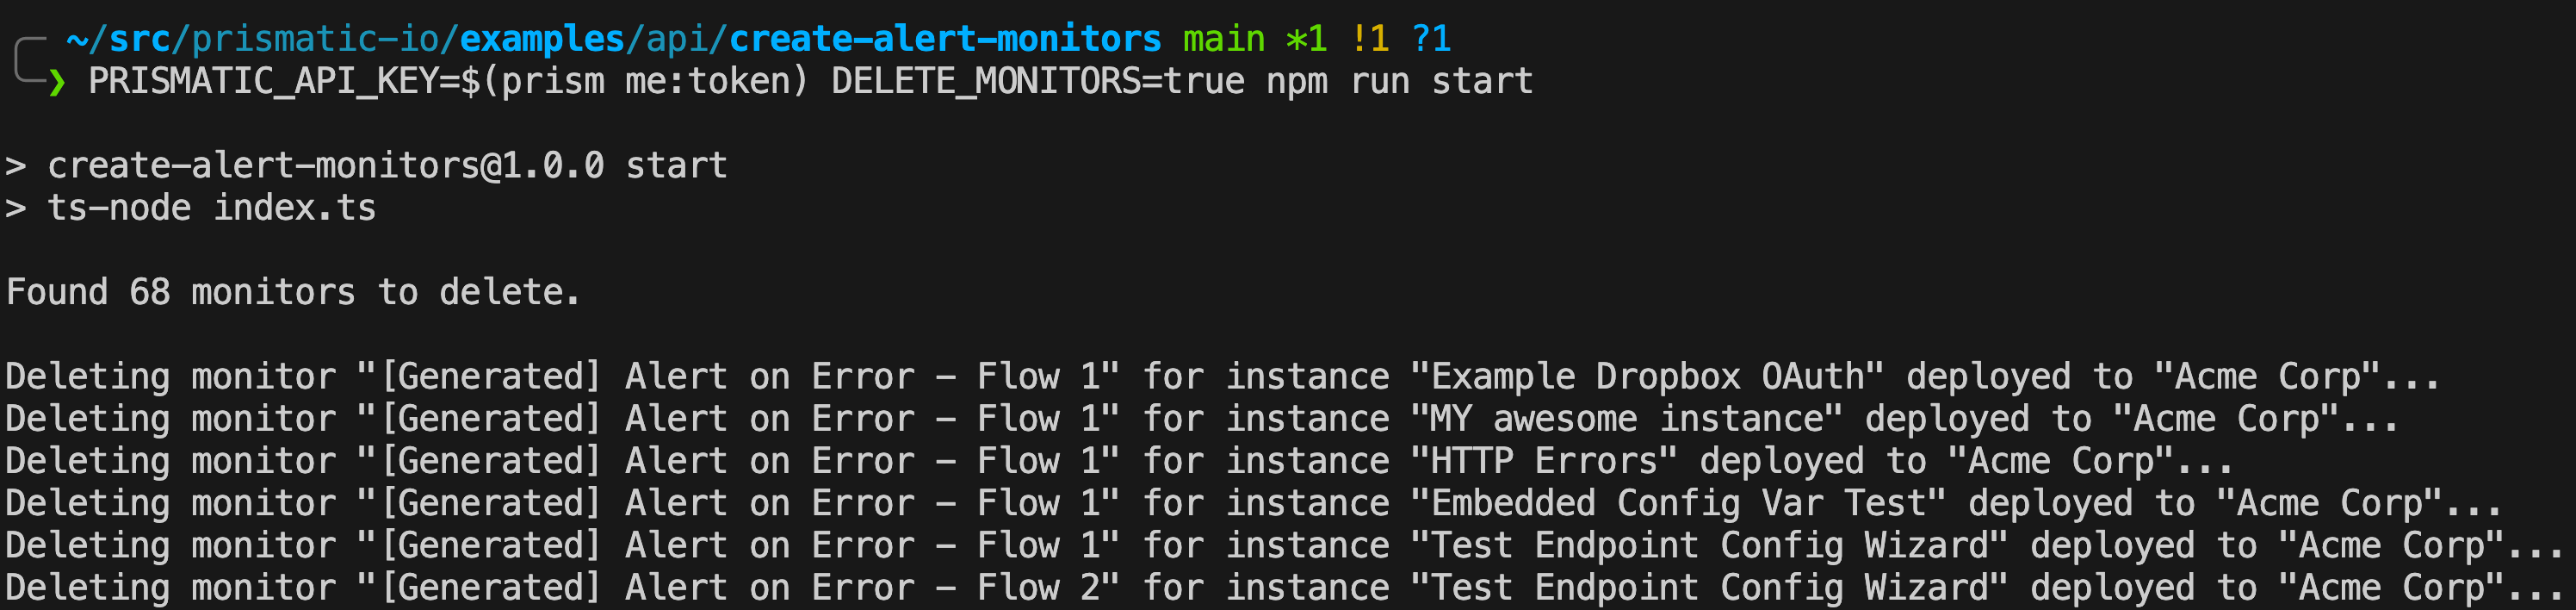 ~/src/prismatic-io/examples/api/create-alert-monitors main *1 !1 ?1
❯ PRISMATIC_API_KEY=$(prism me:token) DELETE_MONITORS=true npm run start
> create-alert-monitors@1.0.0 start
> ts-node index.ts
Found 68 monitors to delete.
Deleting monitor "[Generated] Alert on Error - Flow 1" for instance "Example Dropbox OAuth" deployed to "Acme Corp"...
Deleting monitor "[Generated] Alert on Error - Flow 1" for instance "MY awesome instance" deployed to "Acme Corp"...
Deleting monitor "[Generated] Alert on Error - Flow 1" for instance "HTTP Errors" deployed to "Acme Corp"...
Deleting monitor "[Generated] Alert on Error - Flow 1" for instance "Embedded Config Var Test" deployed to "Acme Corp"...
Deleting monitor "[Generated] Alert on Error - Flow 1" for instance "Test Endpoint Config Wizard" deployed to "Acme Corp"...
Deleting monitor "[Generated] Alert on Error - Flow 2" for instance "Test Endpoint Config Wizard" deployed to "Acme Corp"...